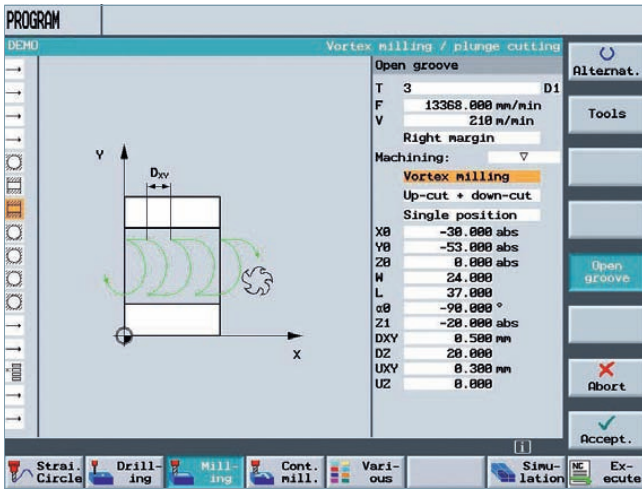 PROGRAM
DEMO
Vortex milling / plunge cutting
Open groove
T 3 D1
F 13368.000 mm/min
V 210 m/min
Right margin
Machining: ▽
Vortex milling
Up-cut + down-cut
Single position
X0 -30.000 abs
Y0 -53.000 abs
Z0 0.000 abs
W 24.000
L 37.000
α0 -90.000 °
Z1 -20.000 abs
DXY 0.500 mm
DZ 20.000
UXY 0.300 mm
UZ 0.000
Y
DXY
X
Alternat.
Tools
Open
groove
Abort
Accept.
i
Strai.
Circle
Drill-
ing
Mill-
ing
Cont.
mill.
Vari-
ous
Simu-
lation
NC
Ex-
ecute